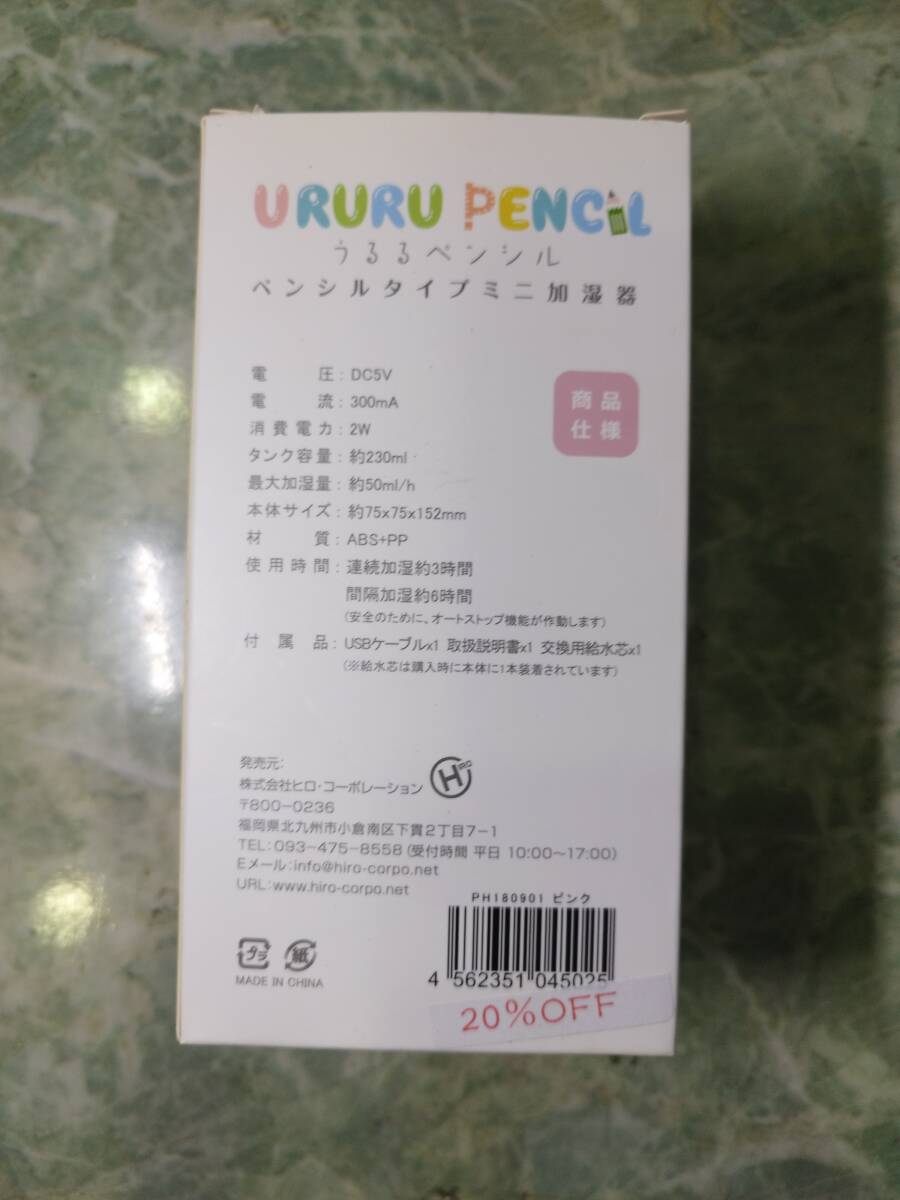 URURU PENCIL
うるるペンシル
ペンシルタイプミニ加湿器
商品
仕様
電圧：DC5V
電流：300mA
消費電力：2W
タンク容量：約230ml
最大加湿量：約50ml/h
本体サイズ：約75x75x152mm
材質：ABS+PP
使用時間：連続加湿約3時間
間隔加湿約6時間
（安全のために、オートストップ機能が作動します）
付属品：USBケーブルx1 取扱説明書x1 交換用給水芯x1
（※給水芯は購入時に本体に1本装着されています）
発売元：
株式会社ヒロ・コーポレーション
HIRO
〒800-0236
福岡県北九州市小倉南区下貫2丁目7-1
TEL：093-475-8558（受付時間 平日 10:00～17:00）
Eメール：info@hiro-corpo.net
URL：www.hiro-corpo.net
PH180901 ピンク
プラ
紙
MADE IN CHINA
4 562351 045025
20%OFF